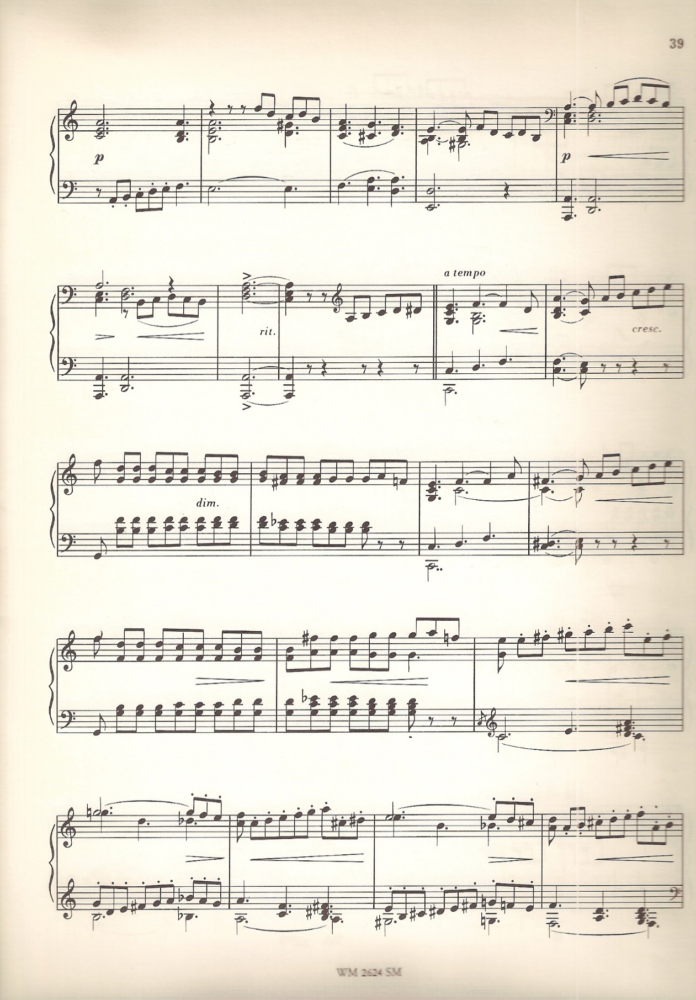 39
p
p
a tempo
rit.
cresc.
dim.
WM 2624 SM